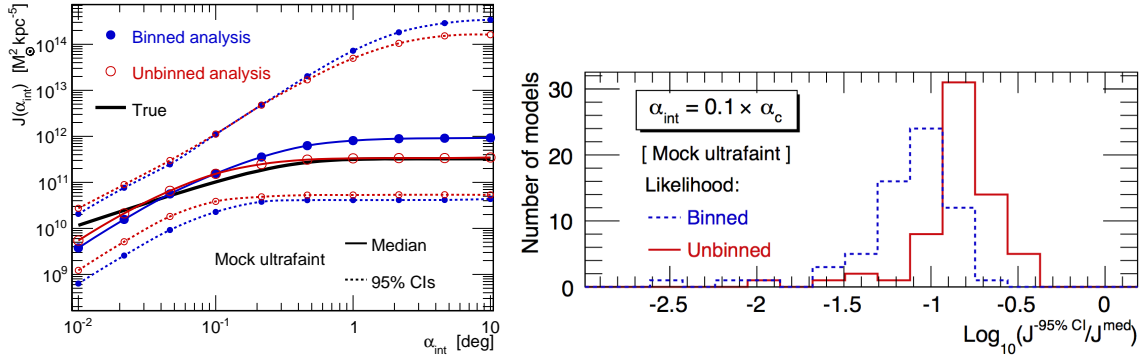 J(α_int) [M²_⊙ kpc⁻⁵]
10¹⁴
10¹³
10¹²
10¹¹
10¹⁰
10⁹
Binned analysis
Unbinned analysis
True
Mock ultrafaint
Median
95% CIs
10⁻² 10⁻¹ 1 10
α_int [deg]
Number of models
30
20
10
0
α_int = 0.1 × α_c
[ Mock ultrafaint ]
Likelihood:
Binned
Unbinned
-2.5 -2 -1.5 -1 -0.5 0
Log₁₀(J^-95% CI/J^med)